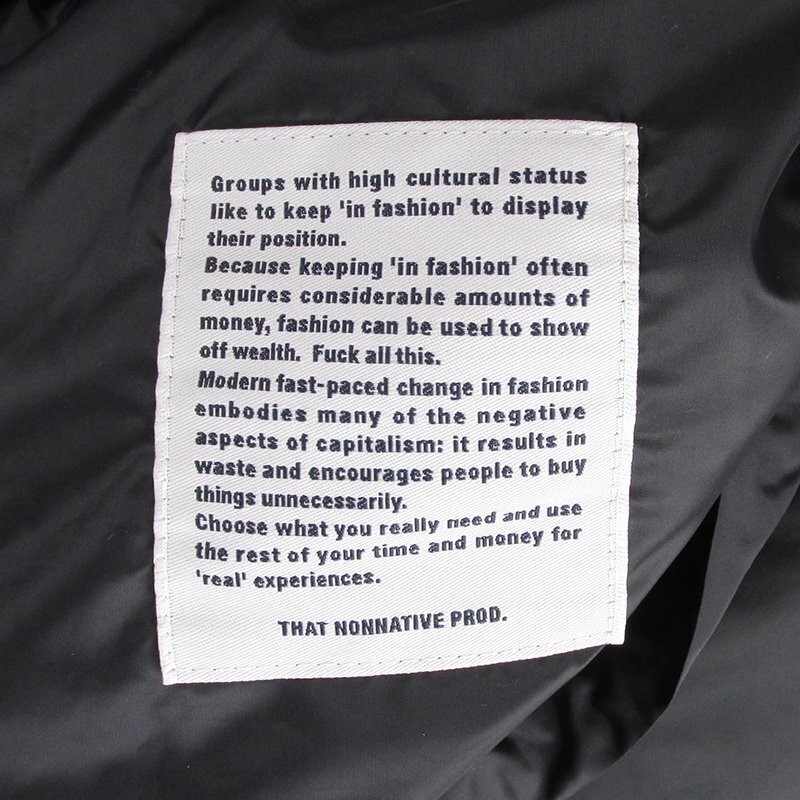 Groups with high cultural status
like to keep 'in fashion' to display
their position.
Because keeping 'in fashion' often
requires considerable amounts of
money, fashion can be used to show
off wealth. Fuck all this.
Modern fast-paced change in fashion
embodies many of the negative
aspects of capitalism: it results in
waste and encourages people to buy
things unnecessarily.
Choose what you really need and use
the rest of your time and money for
'real' experiences.
THAT NONNATIVE PROD.